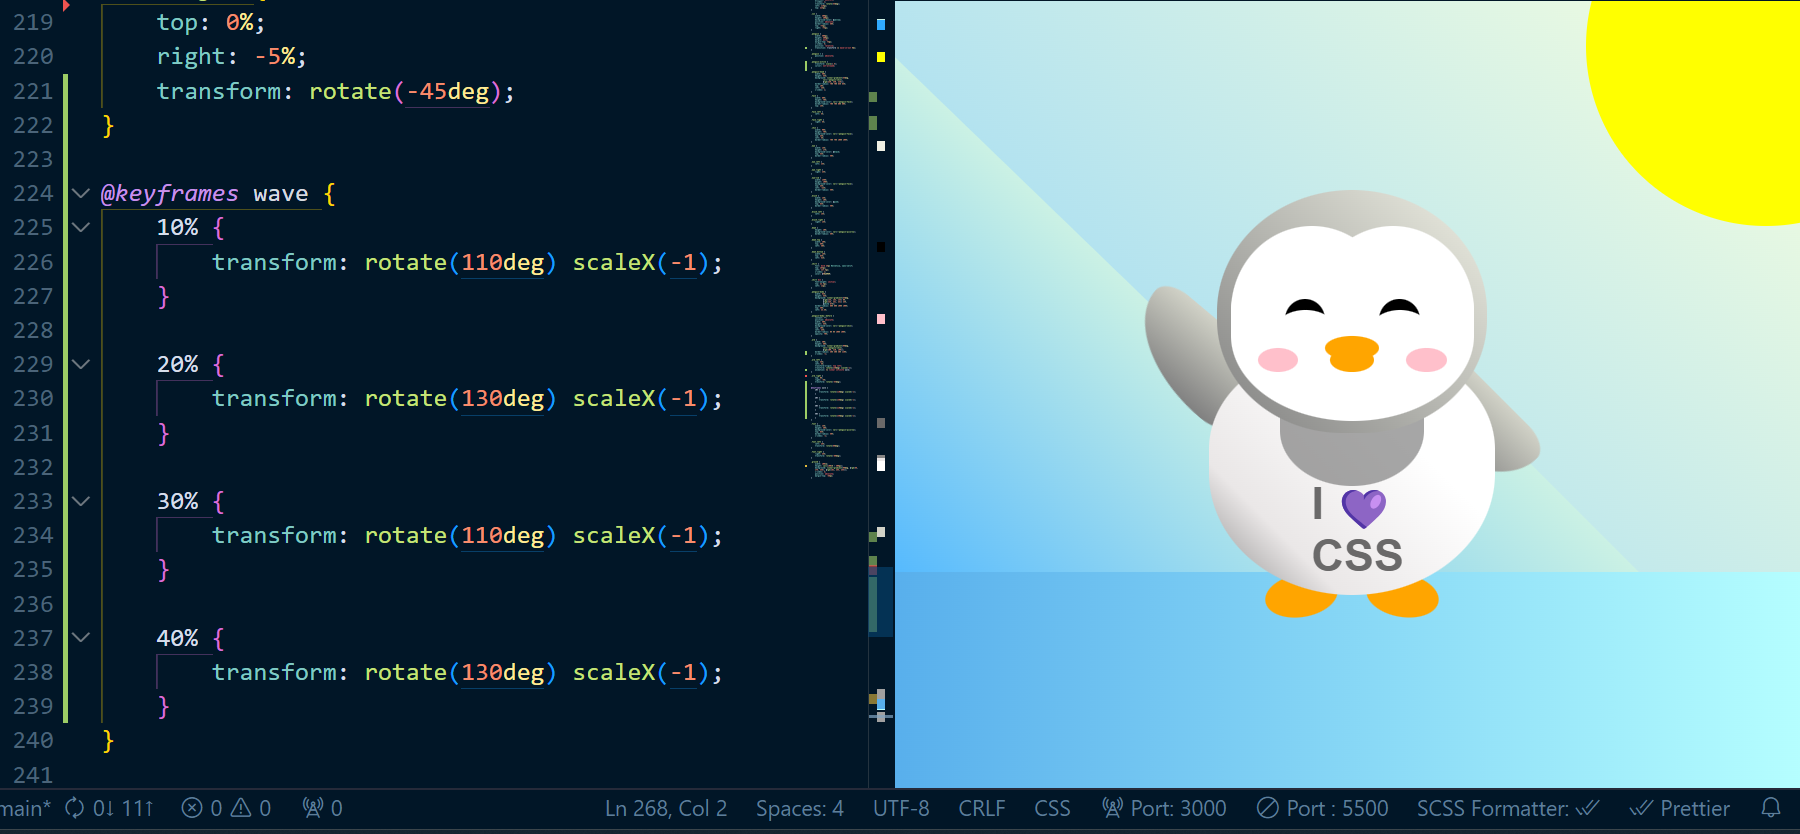 219 top: 0%;
220 right: -5%;
221 transform: rotate(-45deg);
222 }
223
224 @keyframes wave {
225 10% {
226 transform: rotate(110deg) scaleX(-1);
227 }
228
229 20% {
230 transform: rotate(130deg) scaleX(-1);
231 }
232
233 30% {
234 transform: rotate(110deg) scaleX(-1);
235 }
236
237 40% {
238 transform: rotate(130deg) scaleX(-1);
239 }
240 }
241
I 💜
CSS
main* 0↓ 11↑ 0 0 0 Ln 268, Col 2 Spaces: 4 UTF-8 CRLF CSS Port: 3000 Port : 5500 SCSS Formatter: Prettier